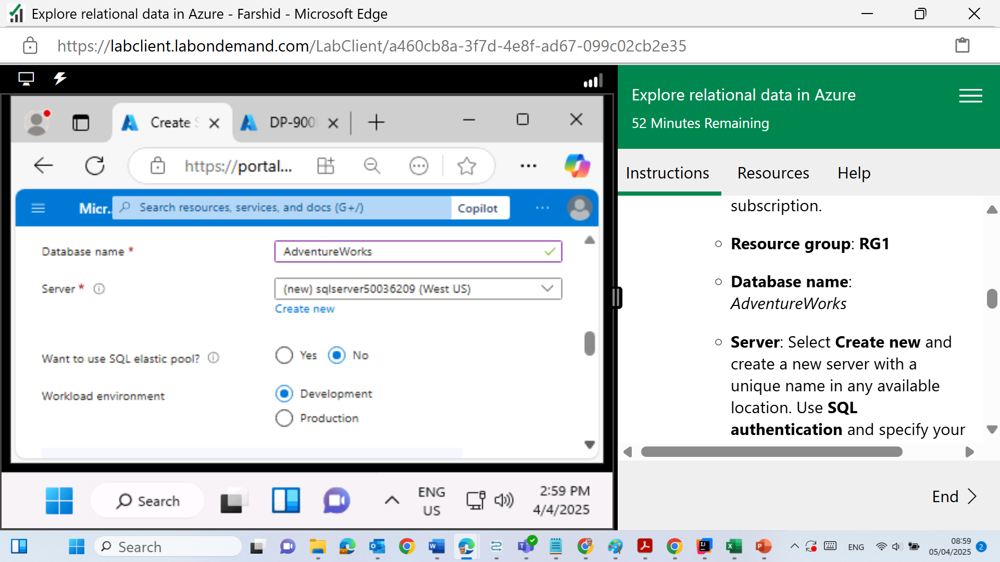 Explore relational data in Azure - Farshid - Microsoft Edge
https://labclient.labondemand.com/LabClient/a460cb8a-3f7d-4e8f-ad67-099c02cb2e35
Create S
DP-900
https://portal...
Micr..
Search resources, services, and docs (G+/)
Copilot
Database name *
AdventureWorks
Server *
(new) sqlserver50036209 (West US)
Create new
Want to use SQL elastic pool?
Yes
No
Workload environment
Development
Production
Search
ENG
US
2:59 PM
4/4/2025
Explore relational data in Azure
52 Minutes Remaining
Instructions
Resources
Help
subscription.
Resource group: RG1
Database name:
AdventureWorks
Server: Select Create new and
create a new server with a
unique name in any available
location. Use SQL
authentication and specify your
End
Search
ENG
08:59
05/04/2025
2